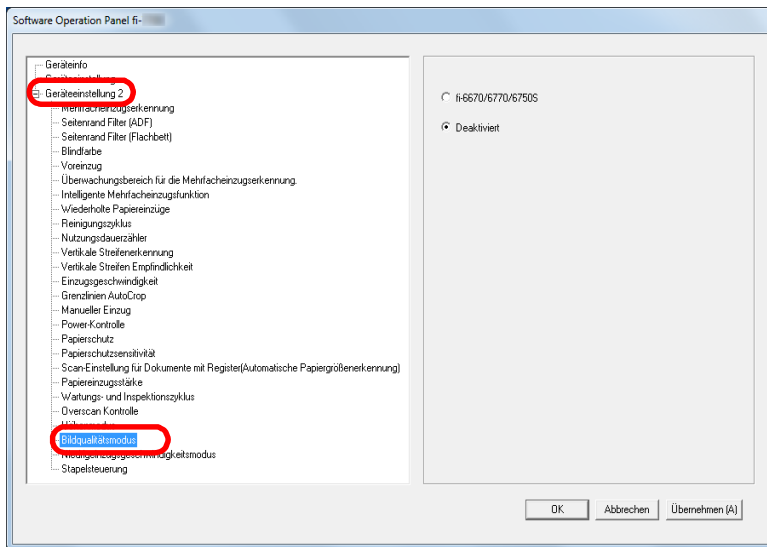 Software Operation Panel fi-
Geräteinfo
Geräteeinstellung 2
Mehrfacheinzugserkennung
Seitenrand Filter (ADF)
Seitenrand Filter (Flachbett)
Blindfarbe
Voreinzug
Überwachungsbereich für die Mehrfacheinzugserkennung.
Intelligente Mehrfacheinzugsfunktion
Wiederholte Papiereinzüge
Reinigungszyklus
Nutzungsdauerzähler
Vertikale Streifenerkennung
Vertikale Streifen Empfindlichkeit
Einzugsgeschwindigkeit
Grenzlinien AutoCrop
Manueller Einzug
Power-Kontrolle
Papierschutz
Papierschutzsensitivität
Scan-Einstellung für Dokumente mit Register(Automatische Papiergrößenerkennung)
Papiereinzugsstärke
Wartungs- und Inspektionszyklus
Overscan Kontrolle
Bildqualitätsmodus
Stapelsteuerung
fi-6670/6770/6750S
Deaktiviert
OK
Abbrechen
Übernehmen (A)